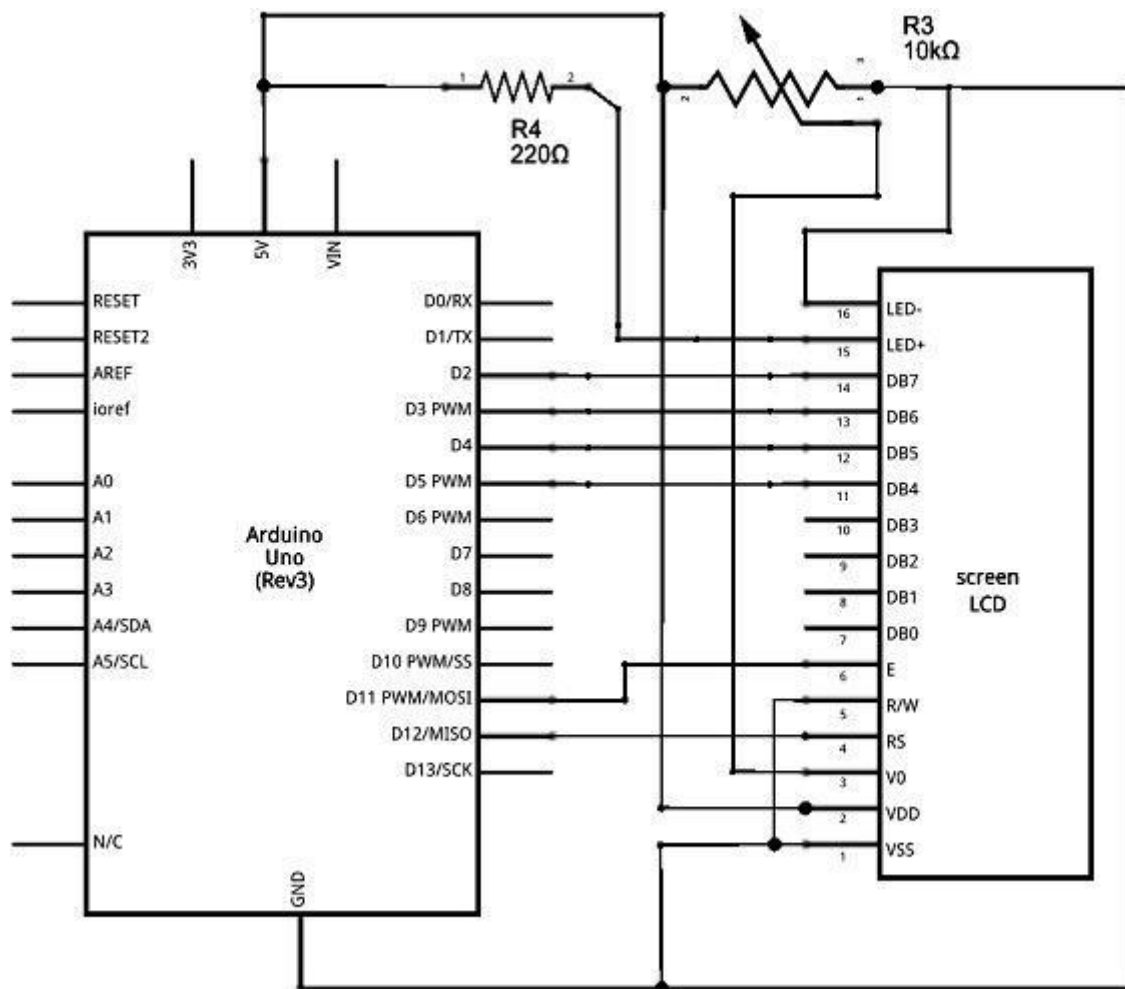 R3
10kΩ
3
1
2
1
2
R4
220Ω
3V3
5V
VIN
RESET
RESET2
AREF
ioref
A0
A1
A2
A3
A4/SDA
A5/SCL
N/C
Arduino
Uno
(Rev3)
D0/RX
D1/TX
D2
D3 PWM
D4
D5 PWM
D6 PWM
D7
D8
D9 PWM
D10 PWM/SS
D11 PWM/MOSI
D12/MISO
D13/SCK
GND
16 LED-
15 LED+
14 DB7
13 DB6
12 DB5
11 DB4
10 DB3
9 DB2
8 DB1
7 DB0
6 E
5 R/W
4 RS
3 V0
2 VDD
1 VSS
screen
LCD